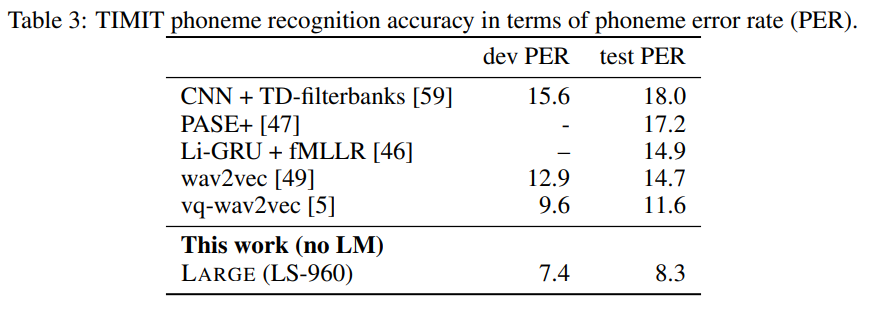 Table 3: TIMIT phoneme recognition accuracy in terms of phoneme error rate (PER).
dev PER test PER
CNN + TD-filterbanks [59] 15.6 18.0
PASE+ [47] - 17.2
Li-GRU + fMLLR [46] – 14.9
wav2vec [49] 12.9 14.7
vq-wav2vec [5] 9.6 11.6
This work (no LM)
LARGE (LS-960) 7.4 8.3